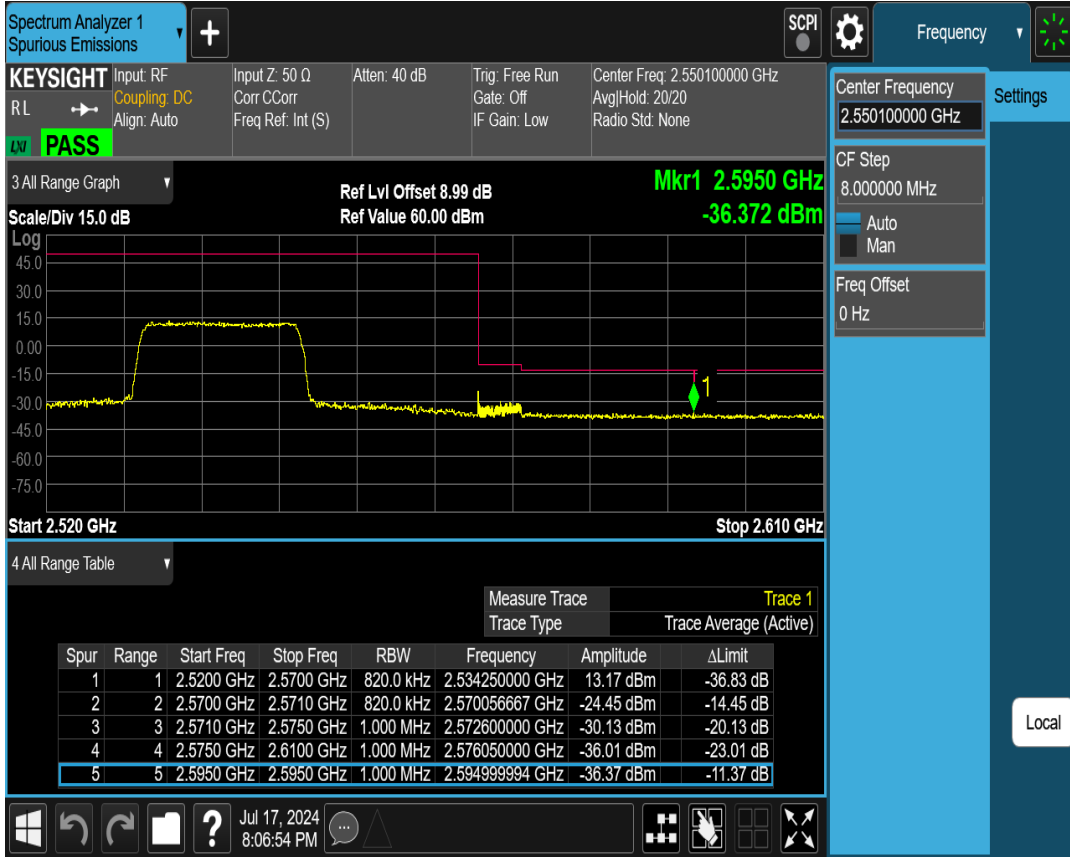 Spectrum Analyzer 1
Spurious Emissions
+
SCPI
Frequency
KEYSIGHT
RL
LXI
PASS
Input: RF
Coupling: DC
Align: Auto
Input Z: 50 Ω
Corr CCorr
Freq Ref: Int (S)
Atten: 40 dB
Trig: Free Run
Gate: Off
IF Gain: Low
Center Freq: 2.550100000 GHz
Avg|Hold: 20/20
Radio Std: None
Center Frequency
2.550100000 GHz
Settings
CF Step
8.000000 MHz
Auto
Man
Freq Offset
0 Hz
Local
3 All Range Graph
Scale/Div 15.0 dB
Ref Lvl Offset 8.99 dB
Ref Value 60.00 dBm
Mkr1 2.5950 GHz
-36.372 dBm
Log
45.0
30.0
15.0
0.00
-15.0
-30.0
-45.0
-60.0
-75.0
1
Start 2.520 GHz Stop 2.610 GHz
4 All Range Table
Measure Trace Trace 1
Trace Type Trace Average (Active)
Spur Range Start Freq Stop Freq RBW Frequency Amplitude ΔLimit
1 1 2.5200 GHz 2.5700 GHz 820.0 kHz 2.534250000 GHz 13.17 dBm -36.83 dB
2 2 2.5700 GHz 2.5710 GHz 820.0 kHz 2.570056667 GHz -24.45 dBm -14.45 dB
3 3 2.5710 GHz 2.5750 GHz 1.000 MHz 2.572600000 GHz -30.13 dBm -20.13 dB
4 4 2.5750 GHz 2.6100 GHz 1.000 MHz 2.576050000 GHz -36.01 dBm -23.01 dB
5 5 2.5950 GHz 2.5950 GHz 1.000 MHz 2.594999994 GHz -36.37 dBm -11.37 dB
?
Jul 17, 2024
8:06:54 PM